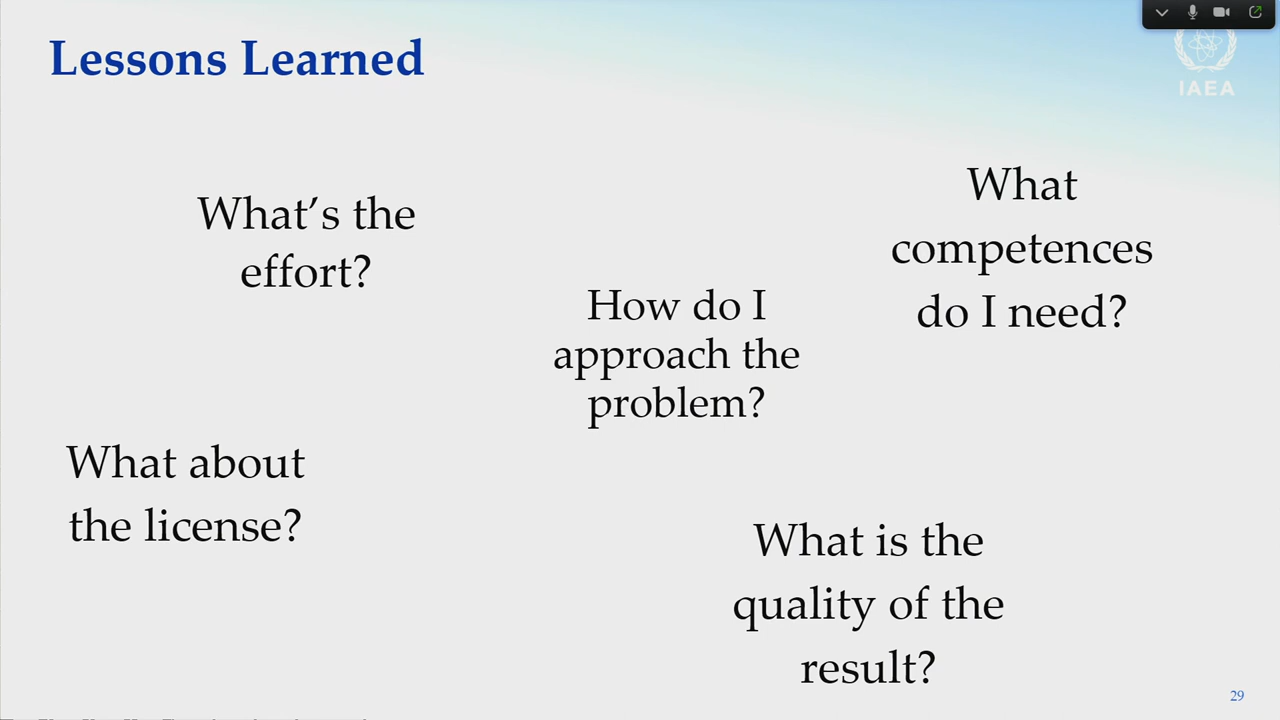 Lessons Learned
IAEA
What's the
effort?
What
competences
do I need?
How do I
approach the
problem?
What about
the license?
What is the
quality of the
result?
29